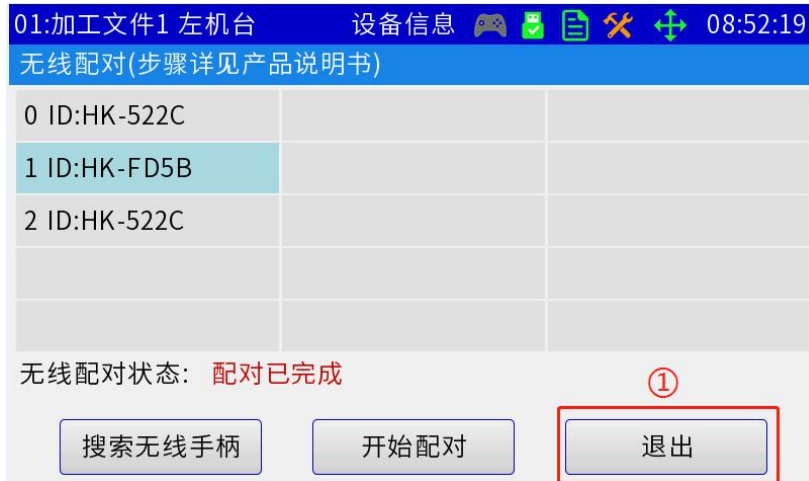 01:加工文件1 左机台 设备信息 08:52:19
无线配对(步骤详见产品说明书)
0 ID:HK-522C
1 ID:HK-FD5B
2 ID:HK-522C
无线配对状态: 配对已完成
①
搜索无线手柄 开始配对 退出